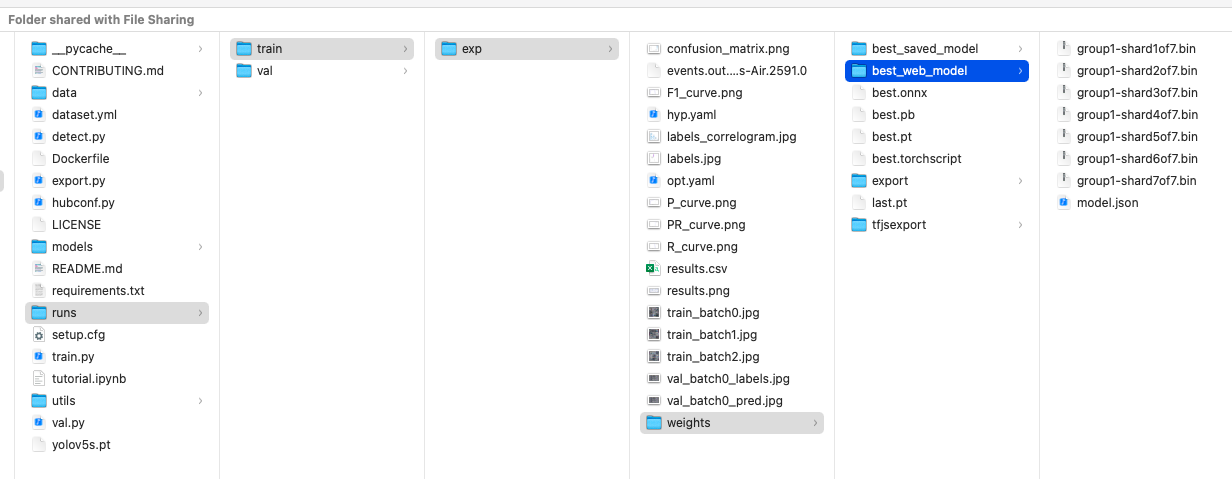 Folder shared with File Sharing
__pycache__
CONTRIBUTING.md
data
dataset.yml
detect.py
Dockerfile
export.py
hubconf.py
LICENSE
models
README.md
requirements.txt
runs
setup.cfg
train.py
tutorial.ipynb
utils
val.py
yolov5s.pt
train
val
exp
confusion_matrix.png
events.out....s-Air.2591.0
F1_curve.png
hyp.yaml
labels_correlogram.jpg
labels.jpg
opt.yaml
P_curve.png
PR_curve.png
R_curve.png
results.csv
results.png
train_batch0.jpg
train_batch1.jpg
train_batch2.jpg
val_batch0_labels.jpg
val_batch0_pred.jpg
weights
best_saved_model
best_web_model
best.onnx
best.pb
best.pt
best.torchscript
export
last.pt
tfjsexport
group1-shard1of7.bin
group1-shard2of7.bin
group1-shard3of7.bin
group1-shard4of7.bin
group1-shard5of7.bin
group1-shard6of7.bin
group1-shard7of7.bin
model.json